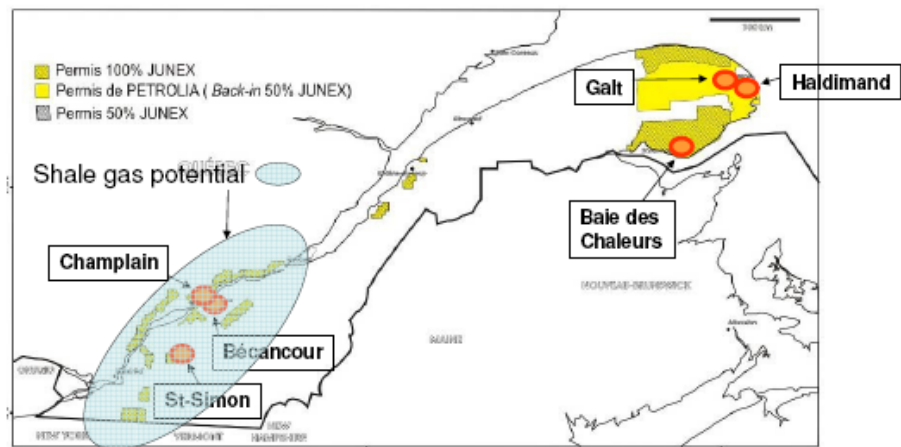 Permis 100% JUNEX
Permis de PETROLIA ( Back-in 50% JUNEX)
Permis 50% JUNEX
Galt
Haldimand
QUÉBEC
Shale gas potential
Baie des
Chaleurs
Champlain
NOUVEAU-BRUNSWICK
MAINE
Bécancour
St-Simon
ONTARIO
NEW YORK
VERMONT
NEW
HAMPSHIRE